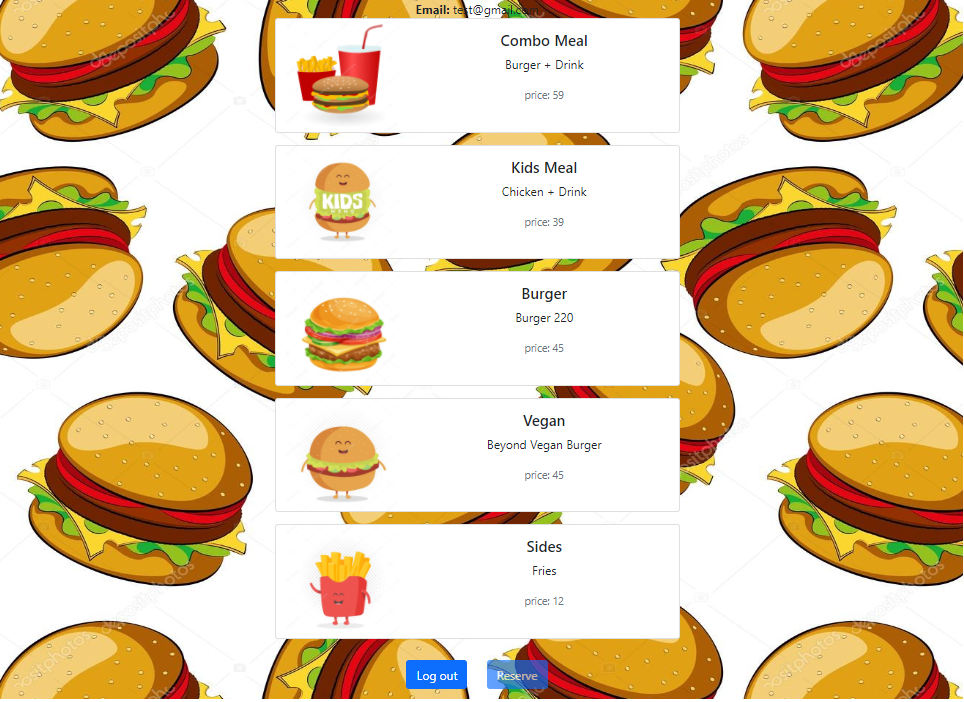 Email: test@gmail.com
Combo Meal
Burger + Drink
price: 59
KIDS
Kids Meal
Chicken + Drink
price: 39
Burger
Burger 220
price: 45
Vegan
Beyond Vegan Burger
price: 45
Sides
Fries
price: 12
Log out
Reserve
depositphotos